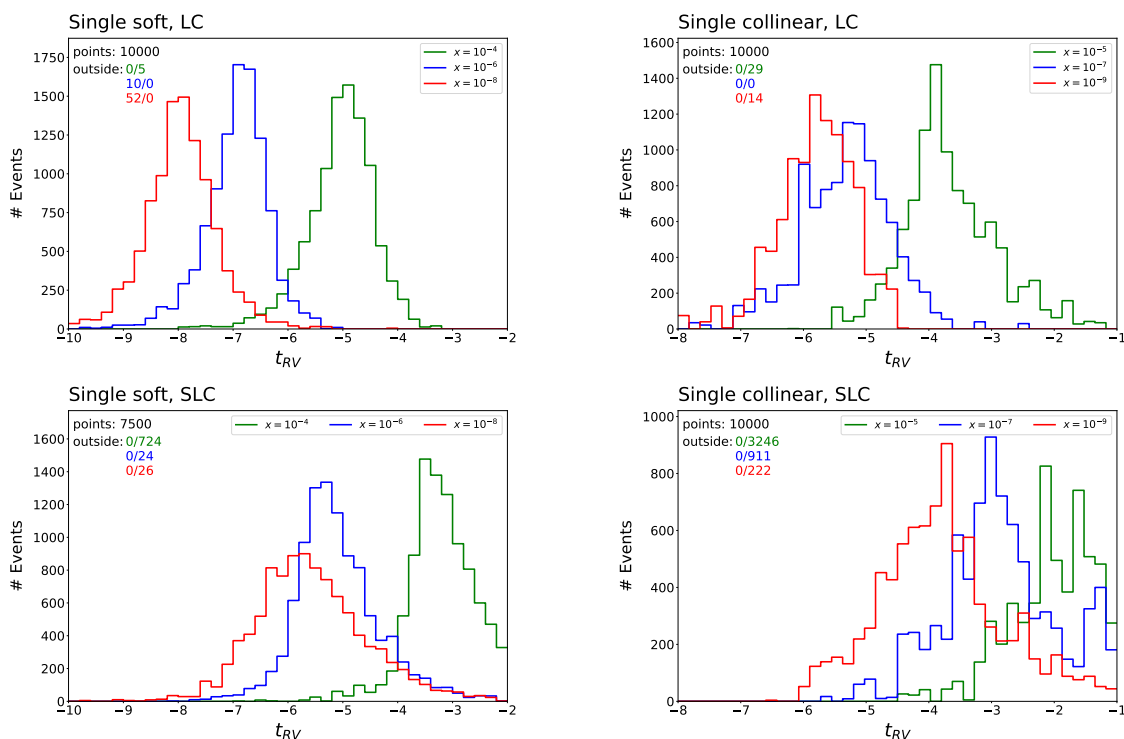 Single soft, LC
points: 10000
outside: 0/5
10/0
52/0
x = 10⁻⁴
x = 10⁻⁶
x = 10⁻⁸
# Events
1750
1500
1250
1000
750
500
250
0
−10 −9 −8 −7 −6 −5 −4 −3 −2
t_RV
Single collinear, LC
points: 10000
outside: 0/29
0/0
0/14
x = 10⁻⁵
x = 10⁻⁷
x = 10⁻⁹
# Events
1600
1400
1200
1000
800
600
400
200
0
−8 −7 −6 −5 −4 −3 −2 −1
t_RV
Single soft, SLC
points: 7500
outside: 0/724
0/24
0/26
x = 10⁻⁴ x = 10⁻⁶ x = 10⁻⁸
# Events
1600
1400
1200
1000
800
600
400
200
0
−10 −9 −8 −7 −6 −5 −4 −3 −2
t_RV
Single collinear, SLC
points: 10000
outside: 0/3246
0/911
0/222
x = 10⁻⁵ x = 10⁻⁷ x = 10⁻⁹
# Events
1000
800
600
400
200
0
−8 −7 −6 −5 −4 −3 −2 −1
t_RV